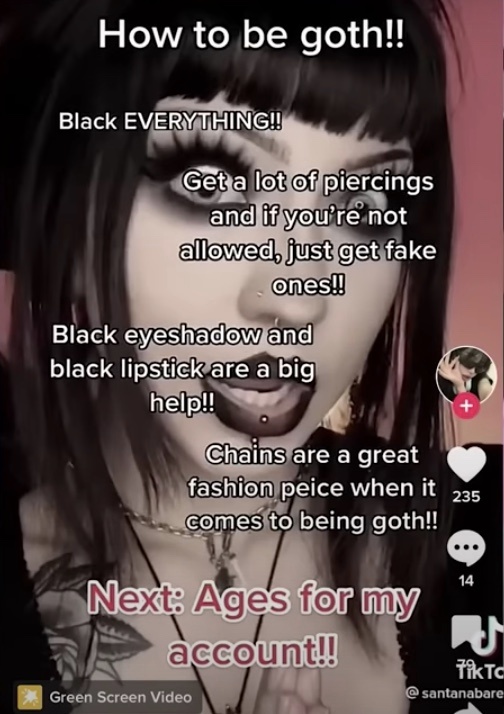 How to be goth!!
Black EVERYTHING!!
Get a lot of piercings
and if you're not
allowed, just get fake
ones!!
Black eyeshadow and
black lipstick are a big
help!!
Chains are a great
fashion peice when it
comes to being goth!!
235
14
Next: Ages for my
account!!
79
TikTo
Green Screen Video
@santanabare